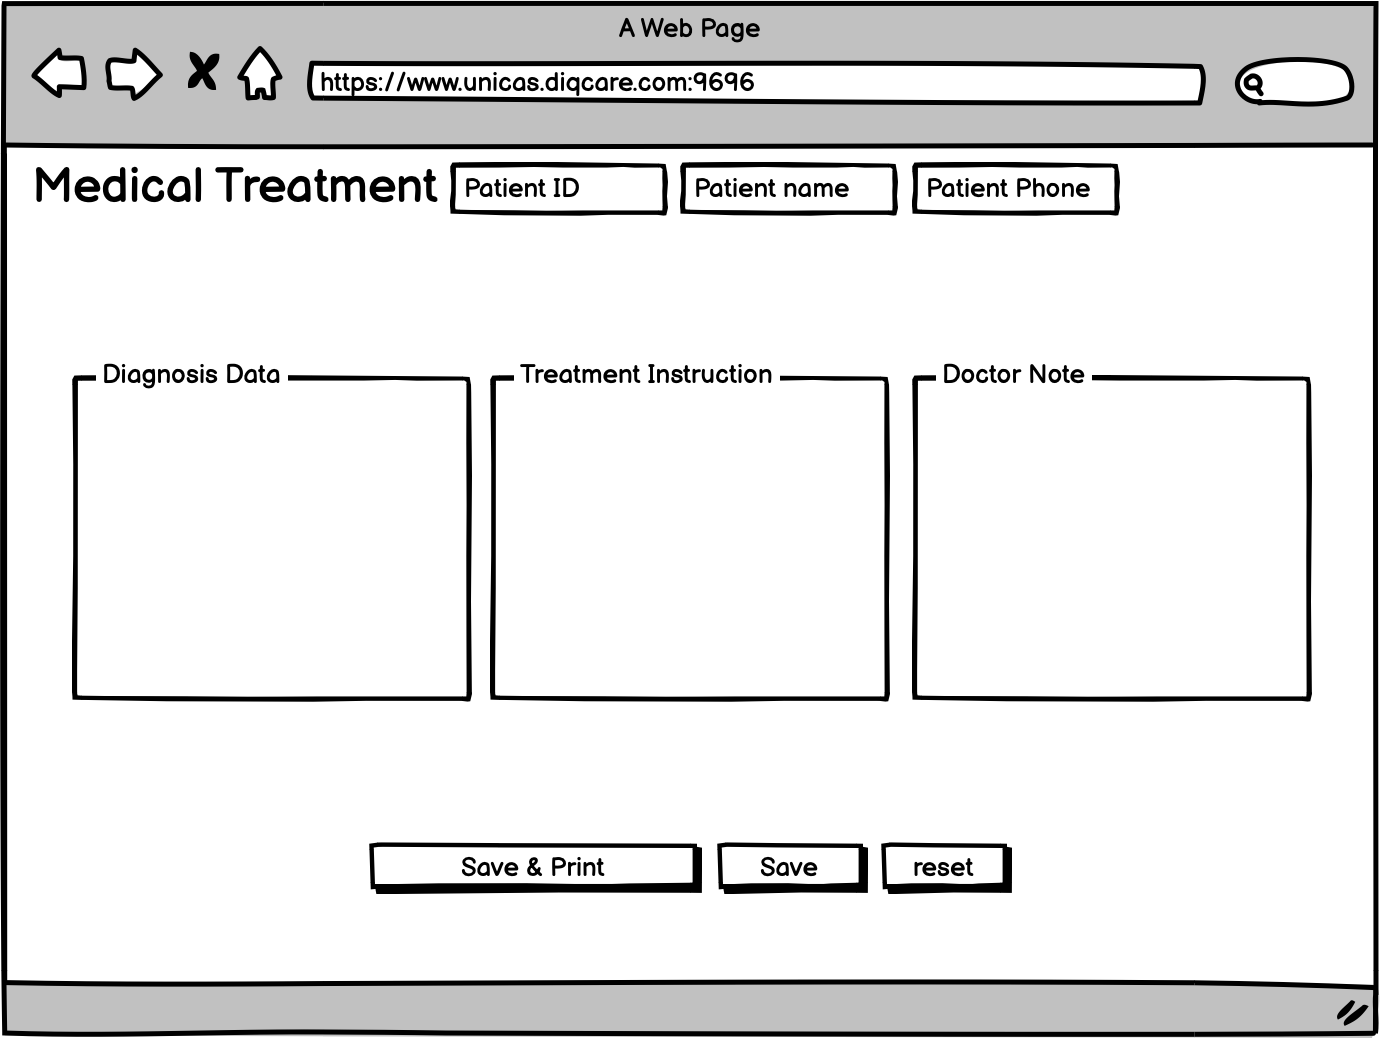 A Web Page
https://www.unicas.diqcare.com:9696
Medical Treatment
Patient ID
Patient name
Patient Phone
Diagnosis Data
Treatment Instruction
Doctor Note
Save & Print
Save
reset